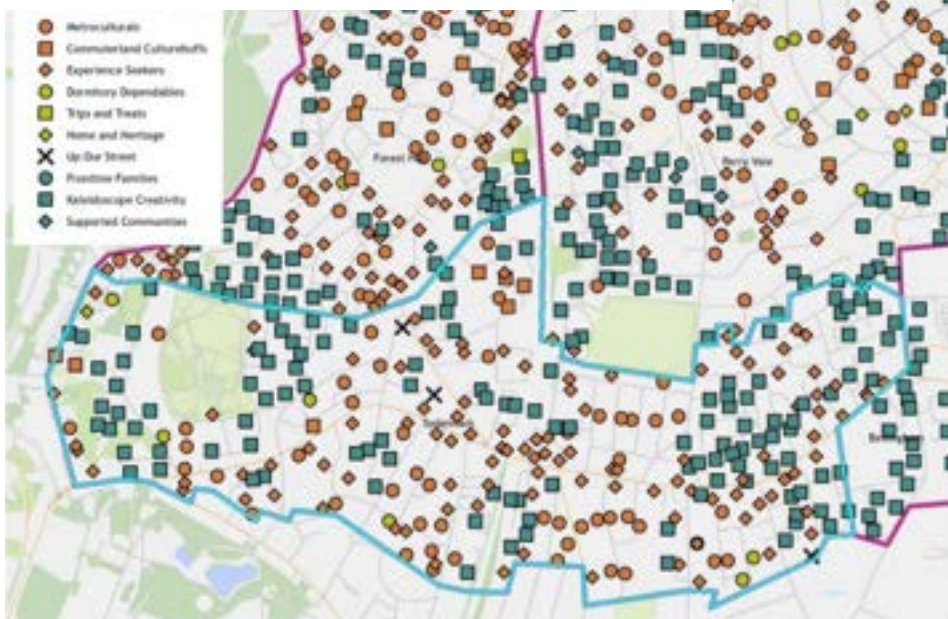 Metroculturals
Commuterland Culturebuffs
Experience Seekers
Dormitory Dependables
Trips and Treats
Home and Heritage
Up Our Street
Frontline Families
Kaleidoscope Creativity
Supported Communities
Forest
Perry Vale